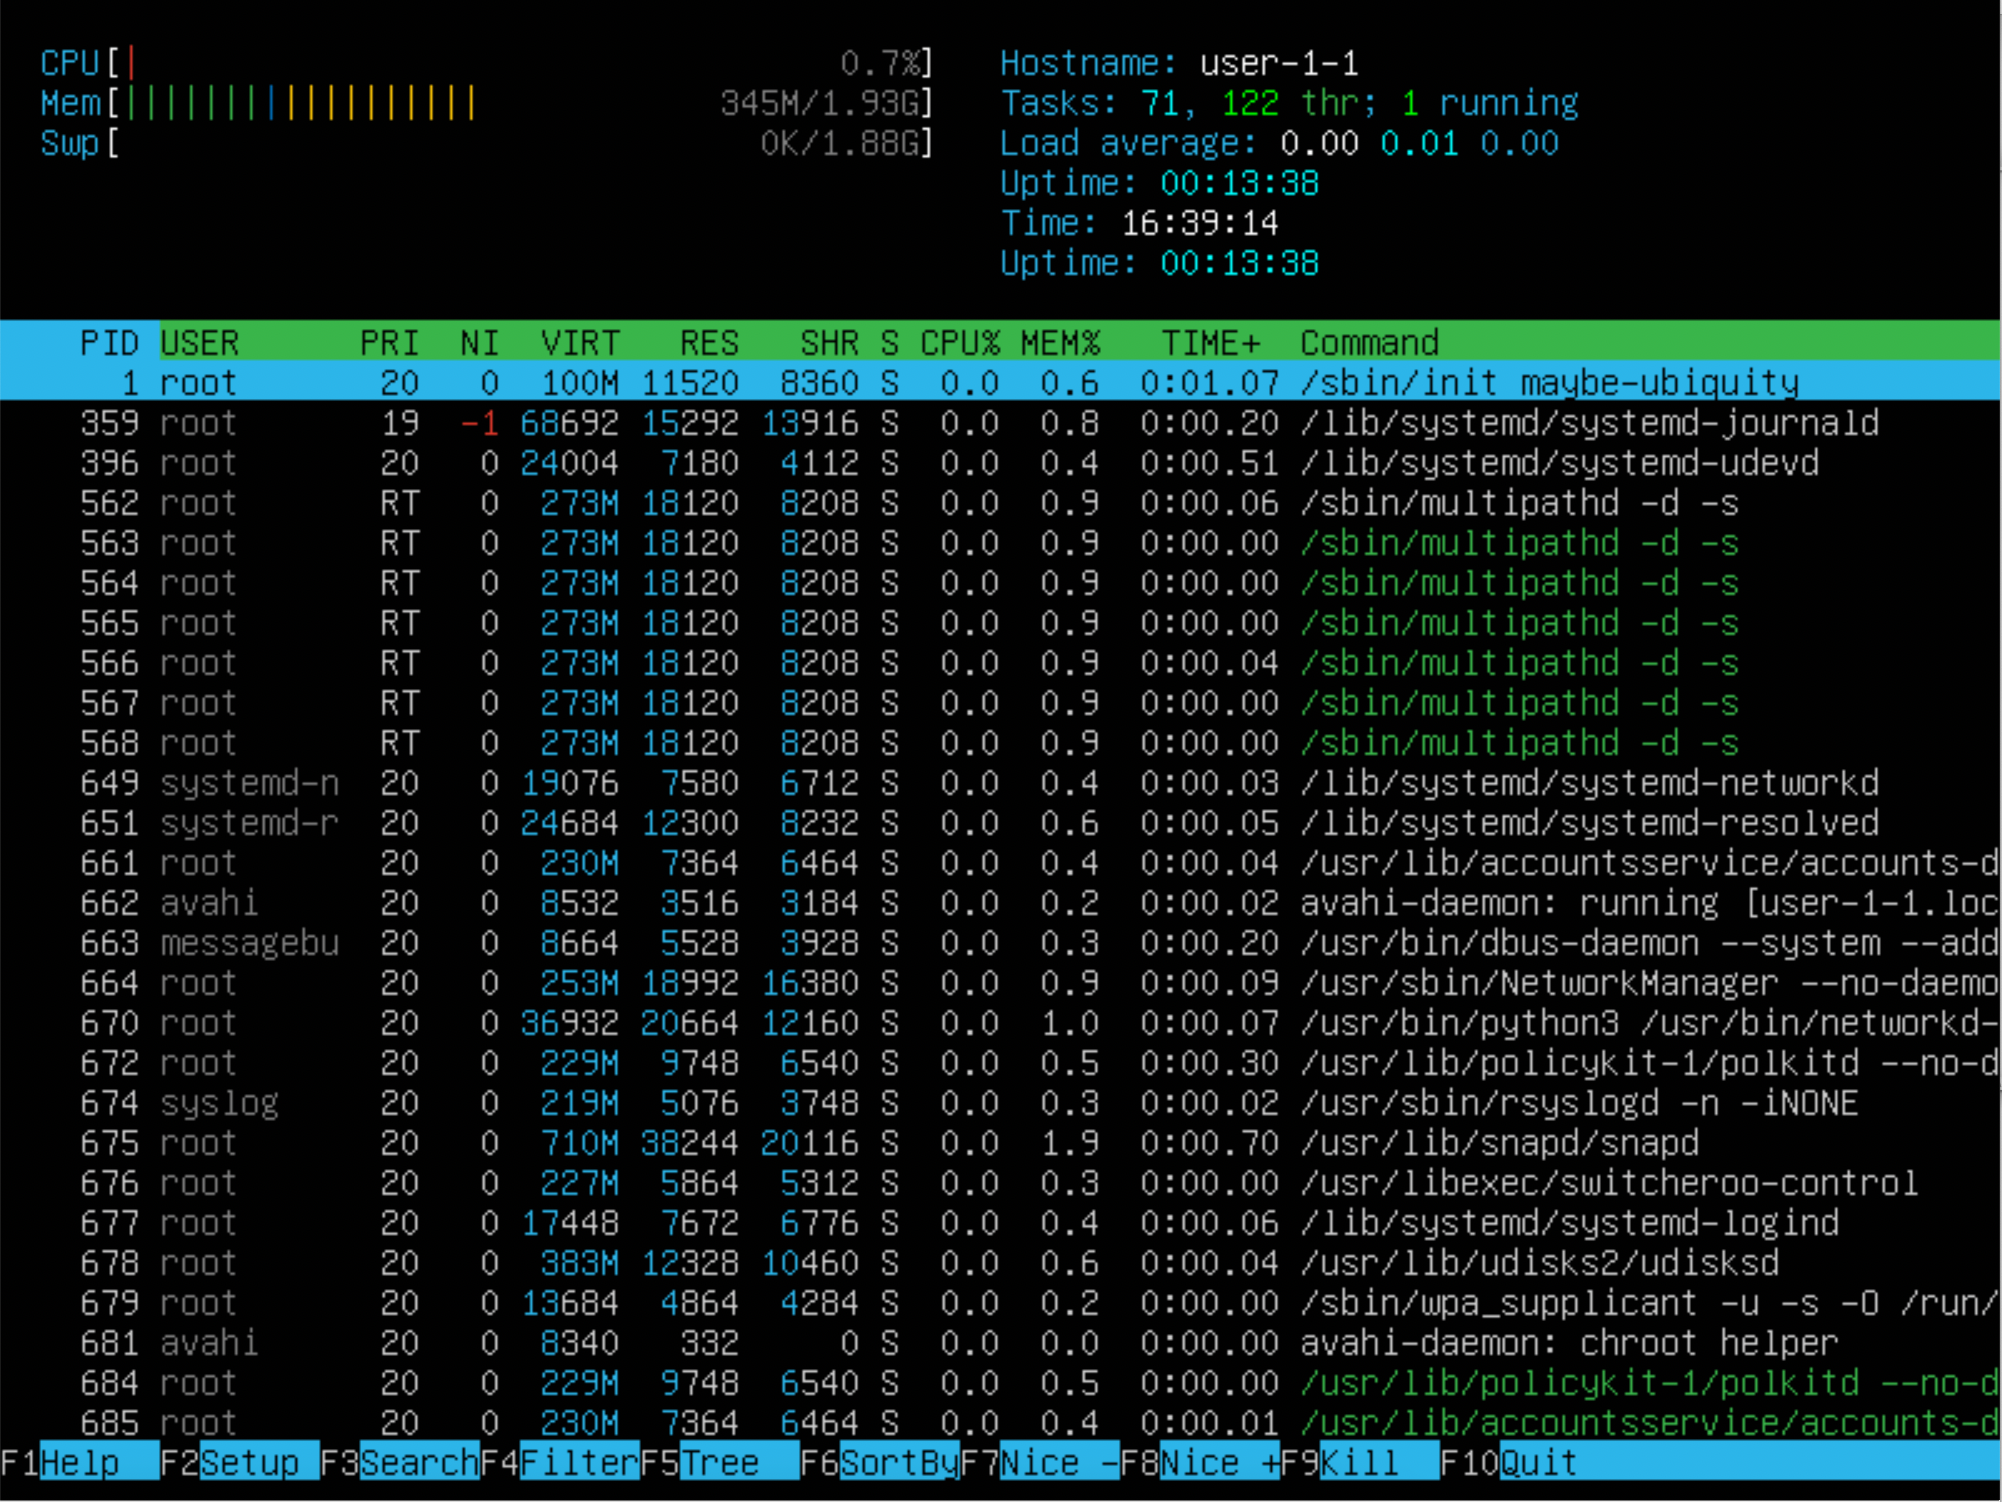 CPU[| 0.7%]
Mem[|||||||||||||||||| 345M/1.93G]
Swp[ 0K/1.88G]
Hostname: user-1-1
Tasks: 71, 122 thr; 1 running
Load average: 0.00 0.01 0.00
Uptime: 00:13:38
Time: 16:39:14
Uptime: 00:13:38
PID USER PRI NI VIRT RES SHR S CPU% MEM% TIME+ Command
1 root 20 0 100M 11520 8360 S 0.0 0.6 0:01.07 /sbin/init maybe-ubiquity
359 root 19 -1 68692 15292 13916 S 0.0 0.8 0:00.20 /lib/systemd/systemd-journald
396 root 20 0 24004 7180 4112 S 0.0 0.4 0:00.51 /lib/systemd/systemd-udevd
562 root RT 0 273M 18120 8208 S 0.0 0.9 0:00.06 /sbin/multipathd -d -s
563 root RT 0 273M 18120 8208 S 0.0 0.9 0:00.00 /sbin/multipathd -d -s
564 root RT 0 273M 18120 8208 S 0.0 0.9 0:00.00 /sbin/multipathd -d -s
565 root RT 0 273M 18120 8208 S 0.0 0.9 0:00.00 /sbin/multipathd -d -s
566 root RT 0 273M 18120 8208 S 0.0 0.9 0:00.04 /sbin/multipathd -d -s
567 root RT 0 273M 18120 8208 S 0.0 0.9 0:00.00 /sbin/multipathd -d -s
568 root RT 0 273M 18120 8208 S 0.0 0.9 0:00.00 /sbin/multipathd -d -s
649 systemd-n 20 0 19076 7580 6712 S 0.0 0.4 0:00.03 /lib/systemd/systemd-networkd
651 systemd-r 20 0 24684 12300 8232 S 0.0 0.6 0:00.05 /lib/systemd/systemd-resolved
661 root 20 0 230M 7364 6464 S 0.0 0.4 0:00.04 /usr/lib/accountsservice/accounts-d
662 avahi 20 0 8532 3516 3184 S 0.0 0.2 0:00.02 avahi-daemon: running [user-1-1.loc
663 messagebu 20 0 8664 5528 3928 S 0.0 0.3 0:00.20 /usr/bin/dbus-daemon --system --add
664 root 20 0 253M 18992 16380 S 0.0 0.9 0:00.09 /usr/sbin/NetworkManager --no-daemo
670 root 20 0 36932 20664 12160 S 0.0 1.0 0:00.07 /usr/bin/python3 /usr/bin/networkd-
672 root 20 0 229M 9748 6540 S 0.0 0.5 0:00.30 /usr/lib/policykit-1/polkitd --no-d
674 syslog 20 0 219M 5076 3748 S 0.0 0.3 0:00.02 /usr/sbin/rsyslogd -n -iNONE
675 root 20 0 710M 38244 20116 S 0.0 1.9 0:00.70 /usr/lib/snapd/snapd
676 root 20 0 227M 5864 5312 S 0.0 0.3 0:00.00 /usr/libexec/switcheroo-control
677 root 20 0 17448 7672 6776 S 0.0 0.4 0:00.06 /lib/systemd/systemd-logind
678 root 20 0 383M 12328 10460 S 0.0 0.6 0:00.04 /usr/lib/udisks2/udisksd
679 root 20 0 13684 4864 4284 S 0.0 0.2 0:00.00 /sbin/wpa_supplicant -u -s -O /run/
681 avahi 20 0 8340 332 0 S 0.0 0.0 0:00.00 avahi-daemon: chroot helper
684 root 20 0 229M 9748 6540 S 0.0 0.5 0:00.00 /usr/lib/policykit-1/polkitd --no-d
685 root 20 0 230M 7364 6464 S 0.0 0.4 0:00.01 /usr/lib/accountsservice/accounts-d
F1Help F2Setup F3SearchF4FilterF5Tree F6SortByF7Nice -F8Nice +F9Kill F10Quit